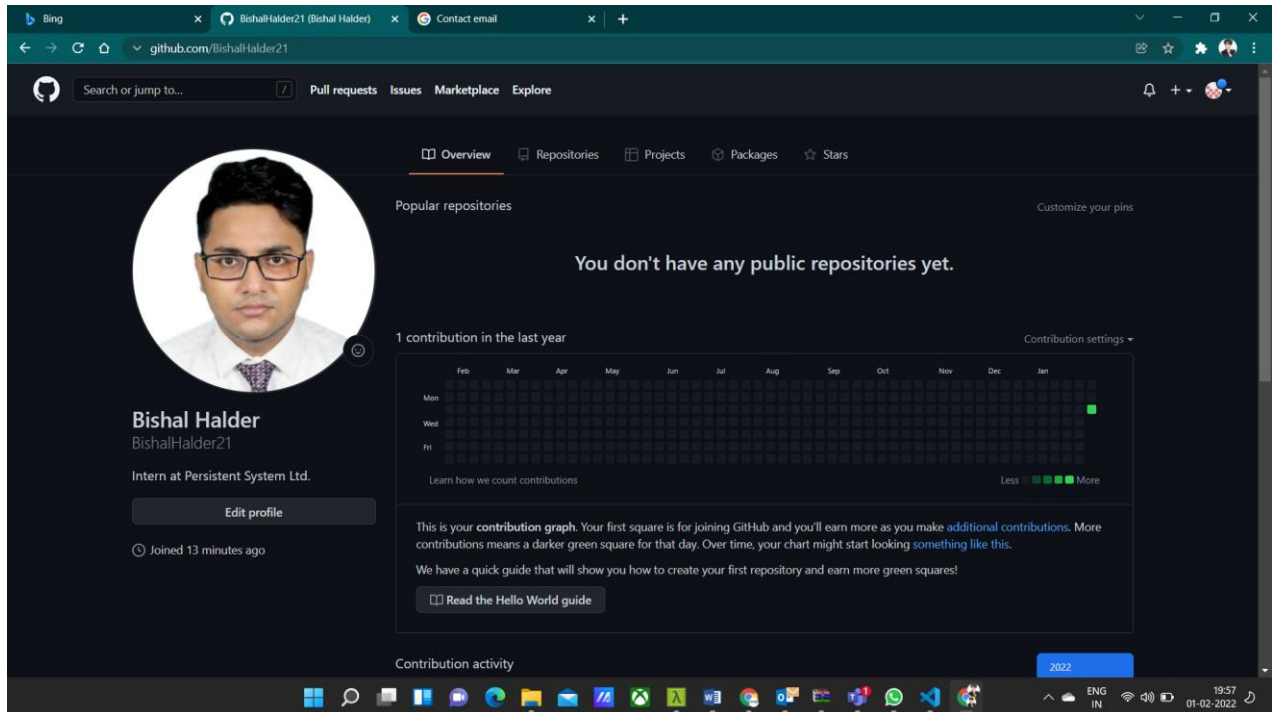 Bing
BishalHalder21 (Bishal Halder)
Contact email
github.com/BishalHalder21
Search or jump to...
/
Pull requests Issues Marketplace Explore
Overview Repositories Projects Packages Stars
Popular repositories
Customize your pins
You don't have any public repositories yet.
1 contribution in the last year
Contribution settings
Feb Mar Apr May Jun Jul Aug Sep Oct Nov Dec Jan
Mon
Wed
Fri
Learn how we count contributions
Less More
Bishal Halder
BishalHalder21
Intern at Persistent System Ltd.
Edit profile
Joined 13 minutes ago
This is your contribution graph. Your first square is for joining GitHub and you'll earn more as you make additional contributions. More
contributions means a darker green square for that day. Over time, your chart might start looking something like this.
We have a quick guide that will show you how to create your first repository and earn more green squares!
Read the Hello World guide
Contribution activity
2022
ENG
IN
19:57
01-02-2022